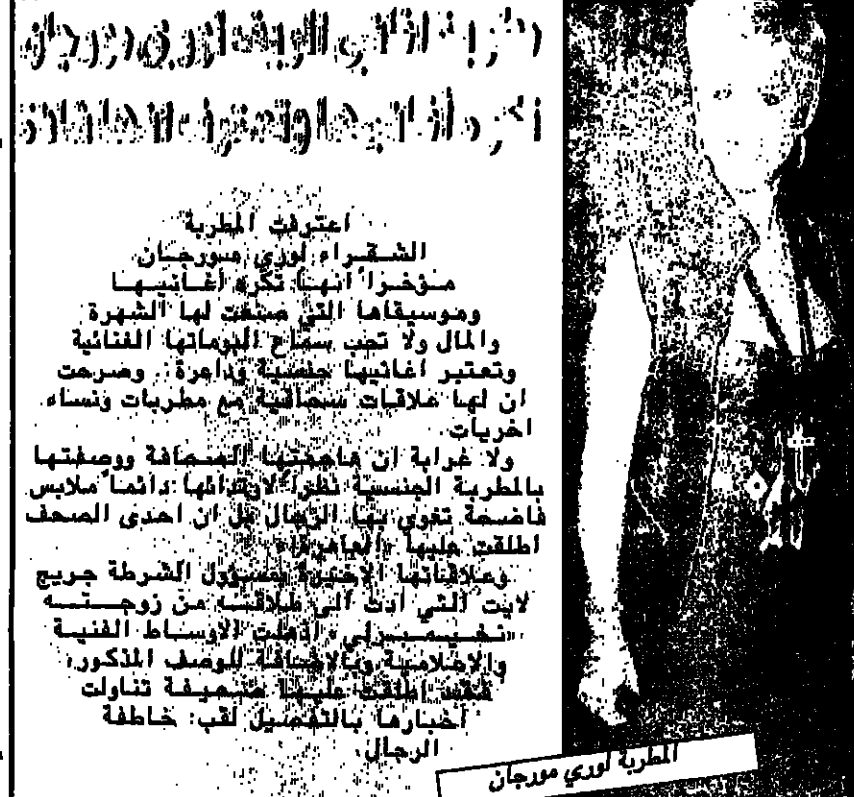 اعترفت المطربة
الشقراء لوري مورجان
مؤخراً انها تكره اغانيها
وموسيقاها التي صنعت لها الشهرة
والمال ولا تحب سماع البوماتها الغنائية
وتعتبر اغانيها جنسية وداعرة.. وصرحت
ان لها علاقات سحاقية مع مطربات ونساء
اخريات.
ولا غرابة ان هاجمتها الصحافة ووصفتها
بالمطربة الجنسية نظراً لارتدائها دائماً ملابس
فاضحة تغوي بها الرجال بل ان احدى الصحف
اطلقت عليها «العاهرة»
وعلاقاتها الاخيرة بمسؤول الشرطة جريج
لايت التي ادت الى طلاقه من زوجته
اذهلت الاوساط الفنية
والاعلامية وبالاضافة للوصف المذكور،
فقد اطلقت عليها صحيفة تناولت
أخبارها بالتفصيل لقب: خاطفة
الرجال.
المطربة لوري مورجان